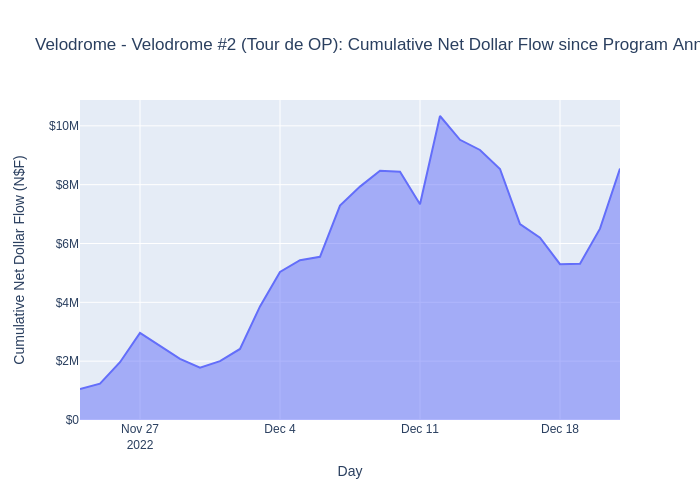 Velodrome - Velodrome #2 (Tour de OP): Cumulative Net Dollar Flow since Program Ann
Cumulative Net Dollar Flow (N$F)
$10M
$8M
$6M
$4M
$2M
$0
Nov 27
2022
Dec 4
Dec 11
Dec 18
Day